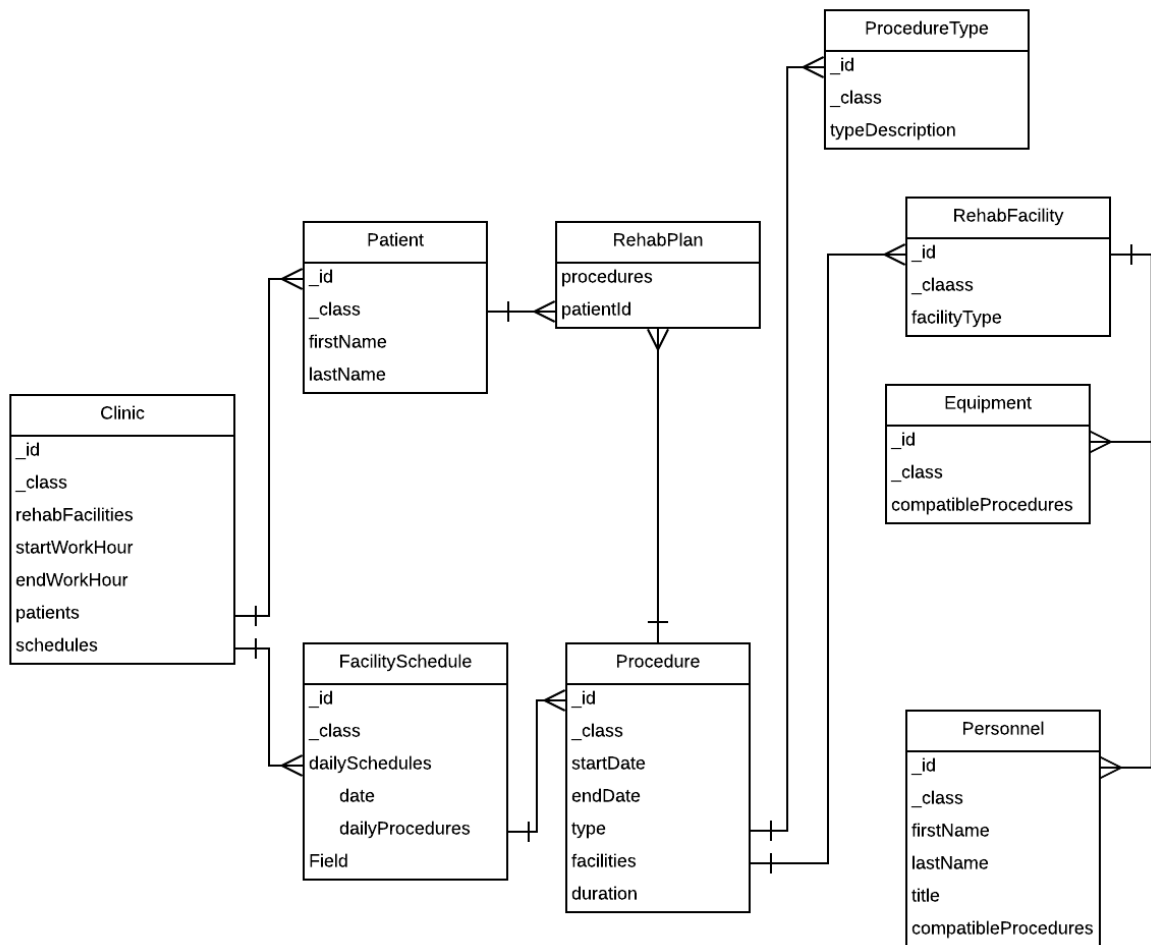 ProcedureType
_id
_class
typeDescription
Patient
_id
_class
firstName
lastName
RehabPlan
procedures
patientId
RehabFacility
_id
_claass
facilityType
Equipment
_id
_class
compatibleProcedures
Clinic
_id
_class
rehabFacilities
startWorkHour
endWorkHour
patients
schedules
FacilitySchedule
_id
_class
dailySchedules
date
dailyProcedures
Field
Procedure
_id
_class
startDate
endDate
type
facilities
duration
Personnel
_id
_class
firstName
lastName
title
compatibleProcedures